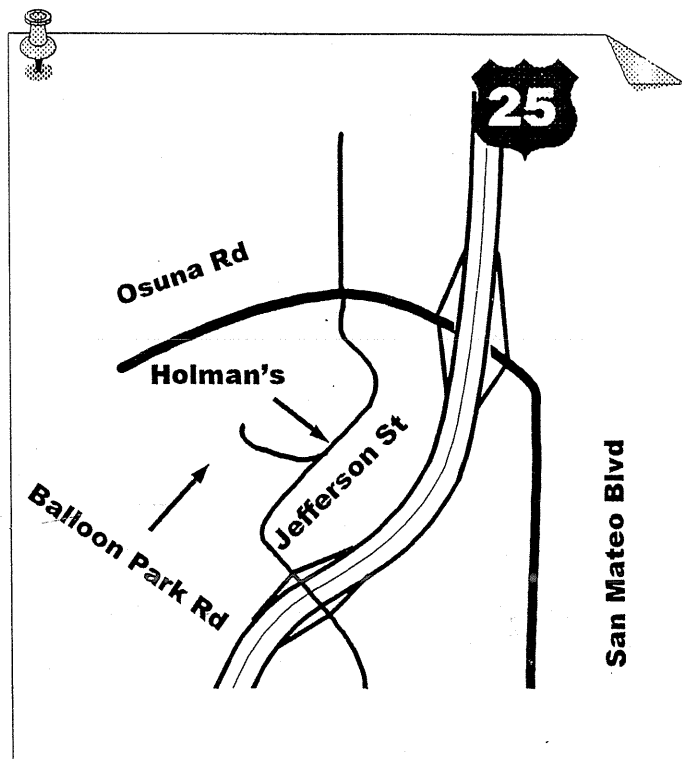 25
Osuna Rd
Holman's
Jefferson St
Balloon Park Rd
San Mateo Blvd